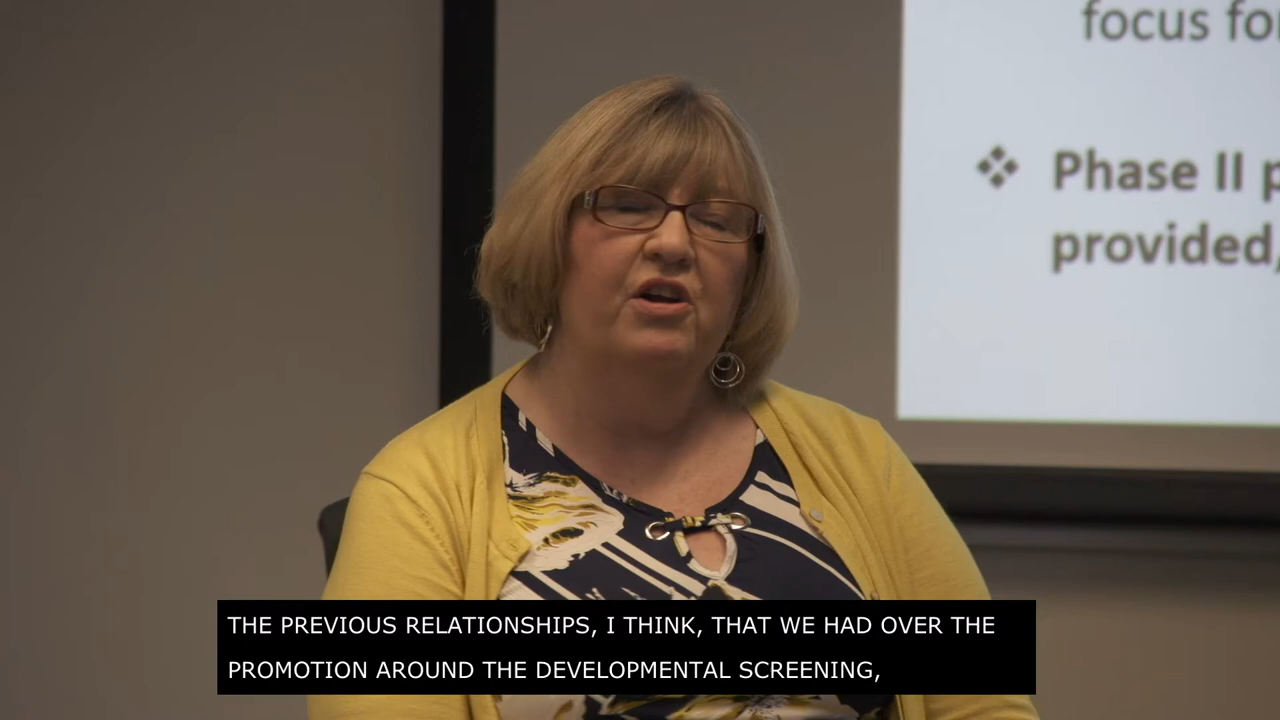 focus fo
❖ Phase II p
provided,
THE PREVIOUS RELATIONSHIPS, I THINK, THAT WE HAD OVER THE
PROMOTION AROUND THE DEVELOPMENTAL SCREENING,